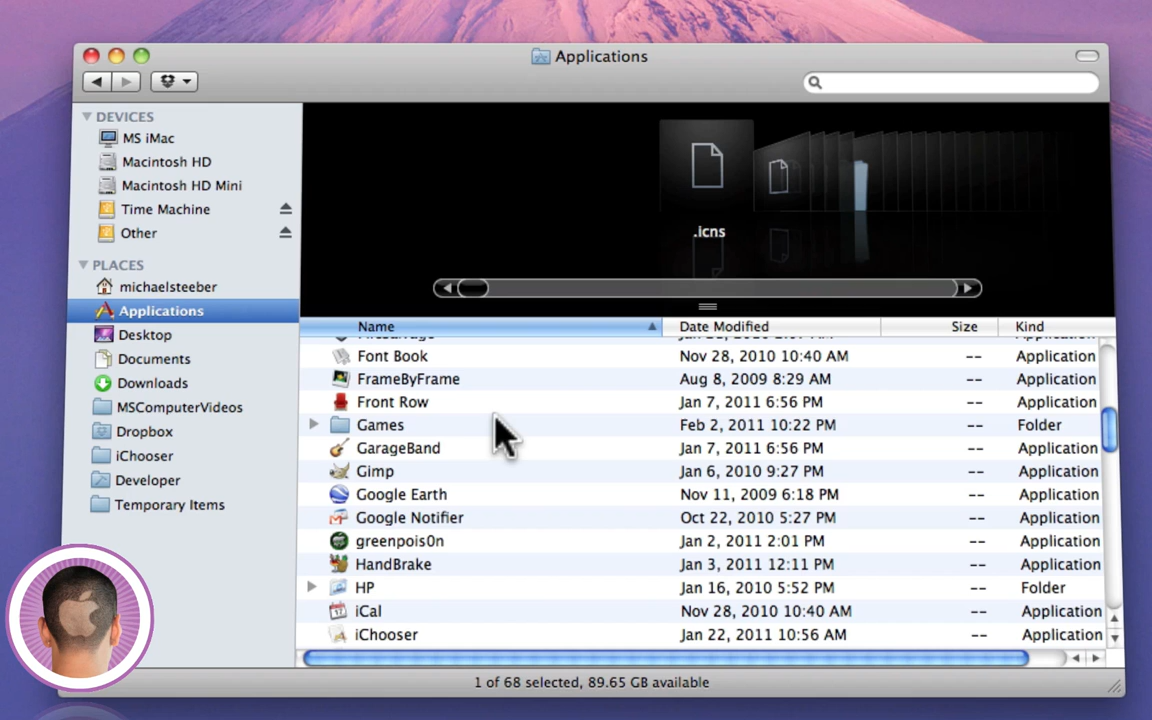 Applications
DEVICES
MS iMac
Macintosh HD
Macintosh HD Mini
Time Machine
Other
PLACES
michaelsteeber
Applications
Desktop
Documents
Downloads
MSComputerVideos
Dropbox
iChooser
Developer
Temporary Items
.icns
Name Date Modified Size Kind
Font Book Nov 28, 2010 10:40 AM -- Application
FrameByFrame Aug 8, 2009 8:29 AM -- Application
Front Row Jan 7, 2011 6:56 PM -- Application
Games Feb 2, 2011 10:22 PM -- Folder
GarageBand Jan 7, 2011 6:56 PM -- Application
Gimp Jan 6, 2010 9:27 PM -- Application
Google Earth Nov 11, 2009 6:18 PM -- Application
Google Notifier Oct 22, 2010 5:27 PM -- Application
greenpois0n Jan 2, 2011 2:01 PM -- Application
HandBrake Jan 3, 2011 12:11 PM -- Application
HP Jan 16, 2010 5:52 PM -- Folder
iCal Nov 28, 2010 10:40 AM -- Application
iChooser Jan 22, 2011 10:56 AM -- Application
1 of 68 selected, 89.65 GB available